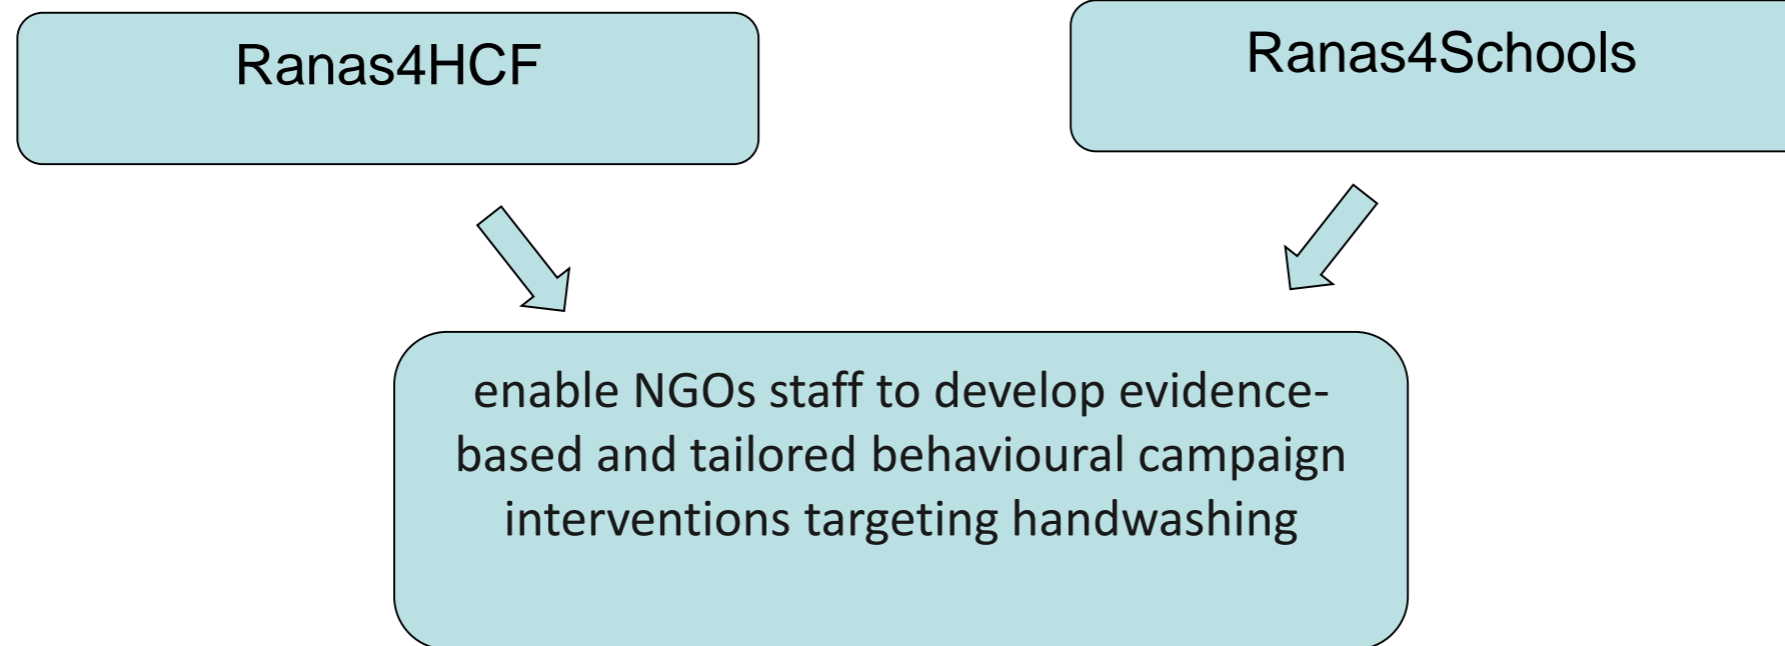 Ranas4HCF
Ranas4Schools
enable NGOs staff to develop evidence-
based and tailored behavioural campaign
interventions targeting handwashing